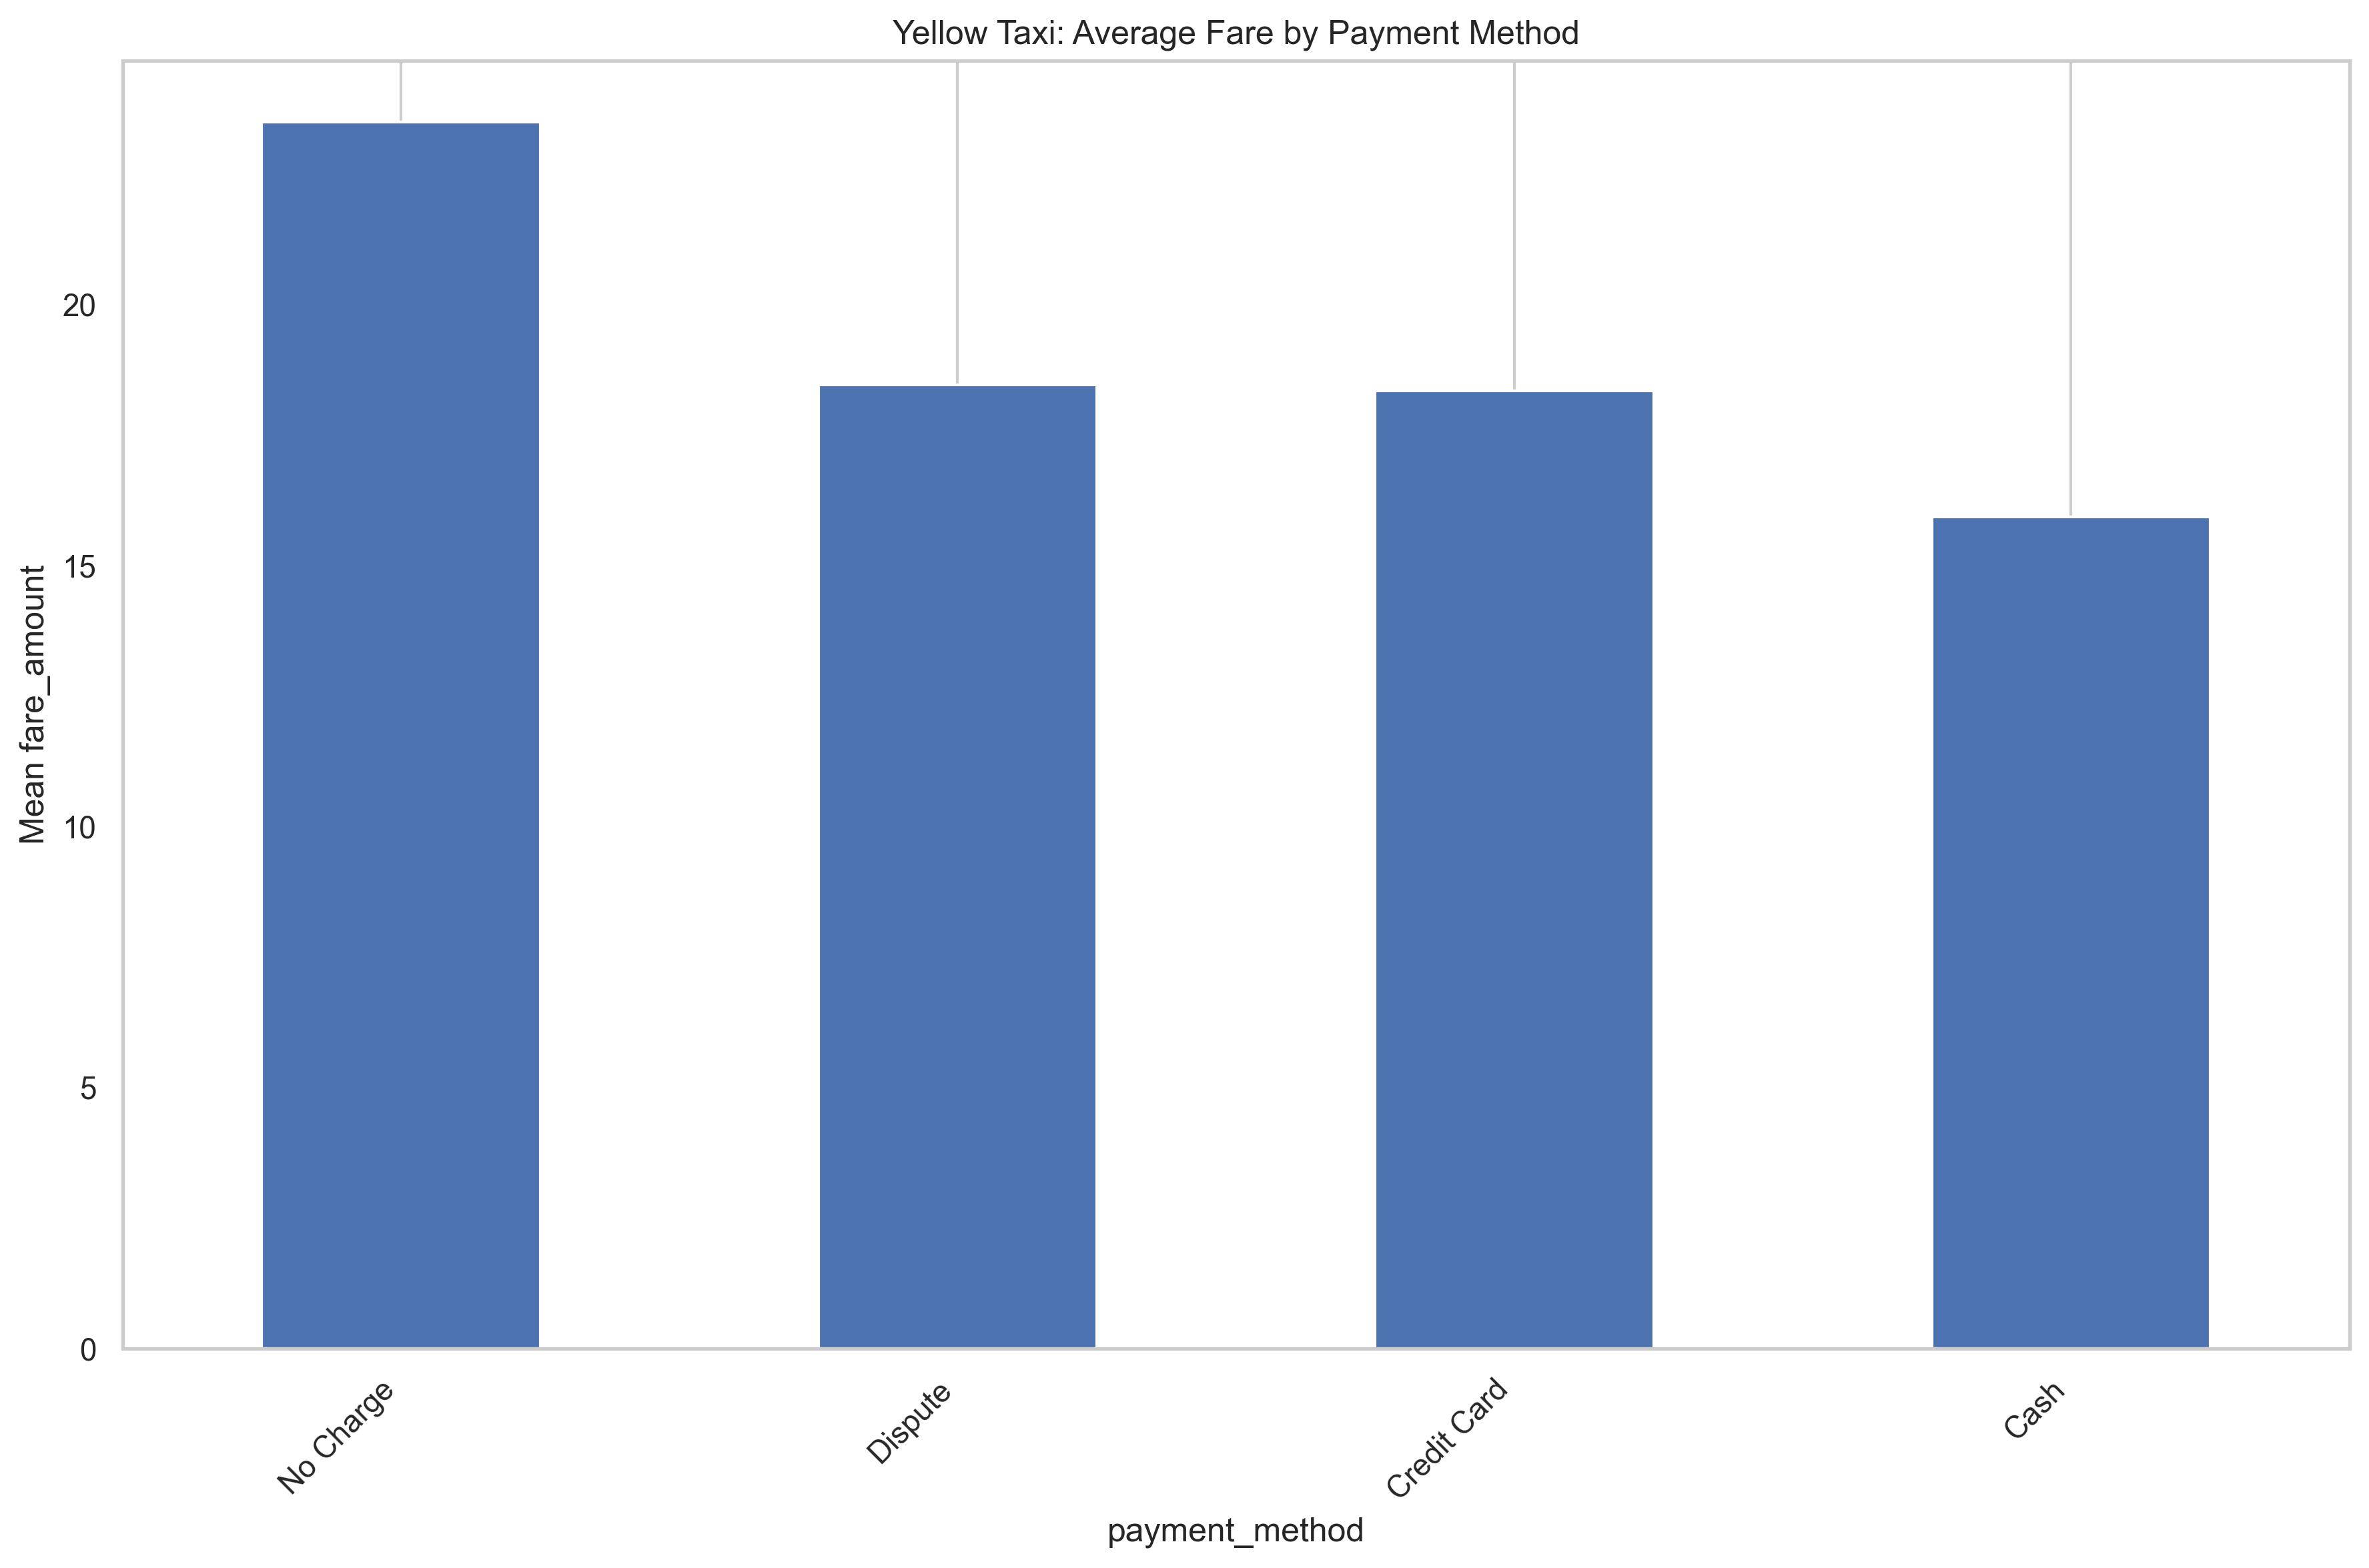 Yellow Taxi: Average Fare by Payment Method
Mean fare_amount
20
15
10
5
0
No Charge
Dispute
Credit Card
Cash
payment_method